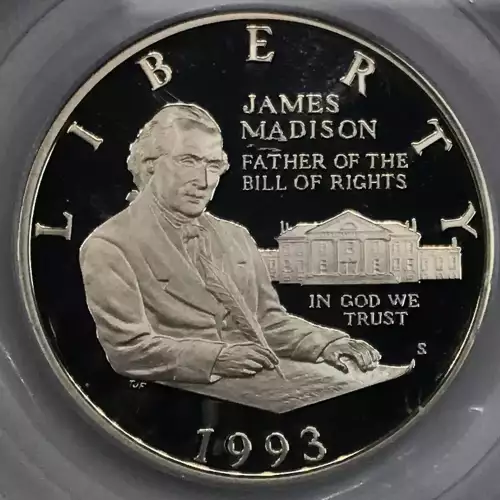 LIBERTY
JAMES
MADISON
FATHER OF THE
BILL OF RIGHTS
IN GOD WE
TRUST
S
1993